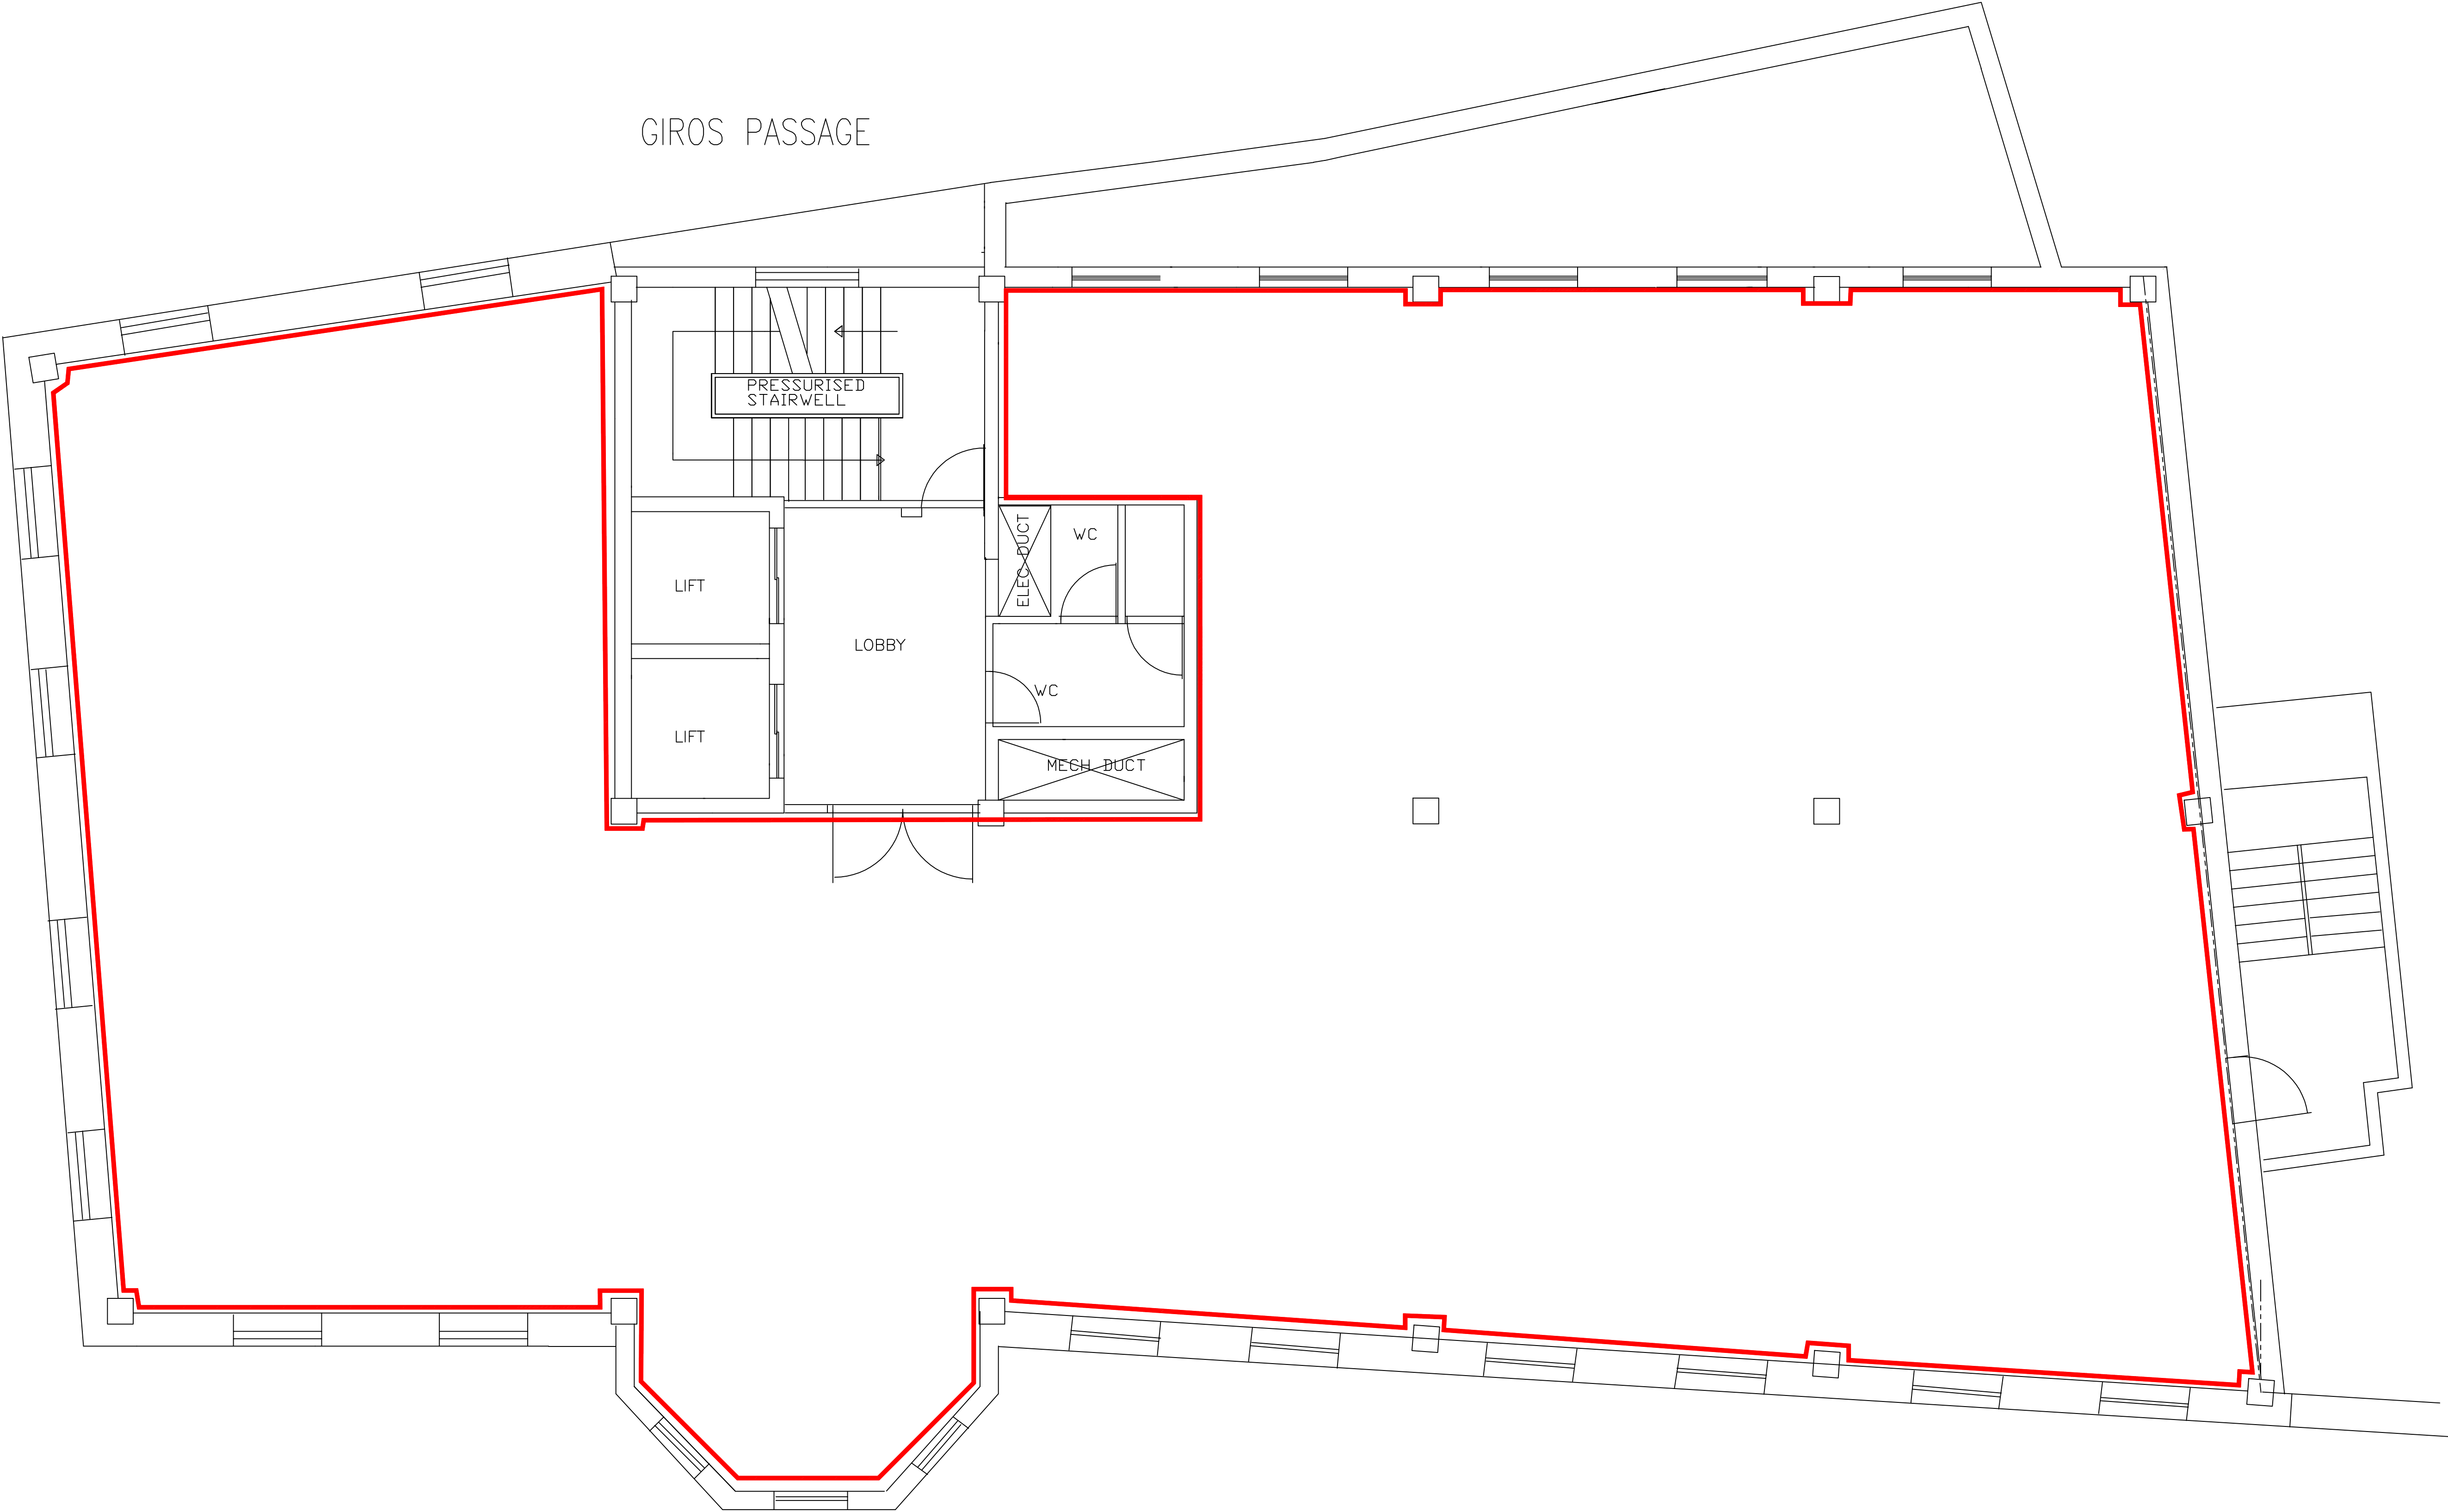 GIROS PASSAGE
PRESSURISED
STAIRWELL
ELEC DUCT
WC
LIFT
LOBBY
WC
LIFT
MECH DUCT